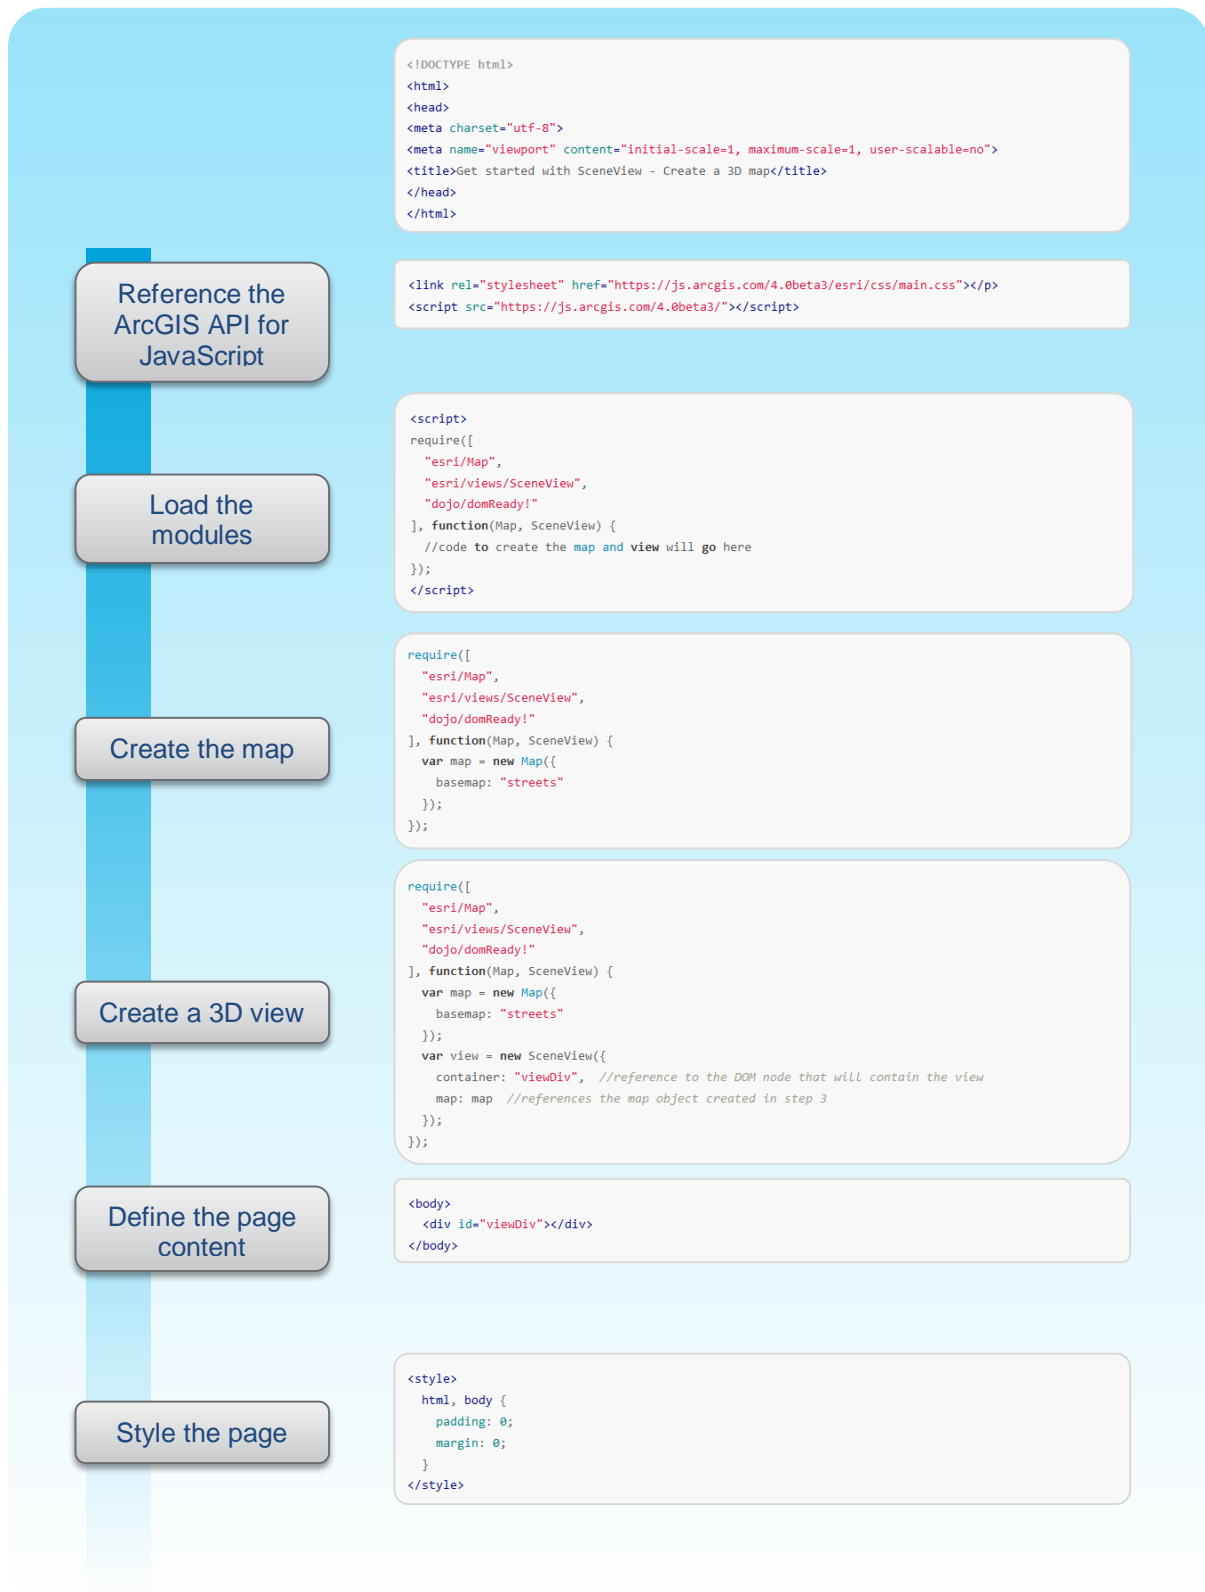 <!DOCTYPE html>
<html>
<head>
<meta charset="utf-8">
<meta name="viewport" content="initial-scale=1, maximum-scale=1, user-scalable=no">
<title>Get started with SceneView - Create a 3D map</title>
</head>
</html>
Reference the
ArcGIS API for
JavaScript
<link rel="stylesheet" href="https://js.arcgis.com/4.0beta3/esri/css/main.css"></p>
<script src="https://js.arcgis.com/4.0beta3/"></script>
Load the
modules
<script>
require([
  "esri/Map",
  "esri/views/SceneView",
  "dojo/domReady!"
], function(Map, SceneView) {
  //code to create the map and view will go here
});
</script>
Create the map
require([
  "esri/Map",
  "esri/views/SceneView",
  "dojo/domReady!"
], function(Map, SceneView) {
  var map = new Map({
    basemap: "streets"
  });
});
Create a 3D view
require([
  "esri/Map",
  "esri/views/SceneView",
  "dojo/domReady!"
], function(Map, SceneView) {
  var map = new Map({
    basemap: "streets"
  });
  var view = new SceneView({
    container: "viewDiv",  //reference to the DOM node that will contain the view
    map: map  //references the map object created in step 3
  });
});
Define the page
content
<body>
  <div id="viewDiv"></div>
</body>
Style the page
<style>
  html, body {
    padding: 0;
    margin: 0;
  }
</style>